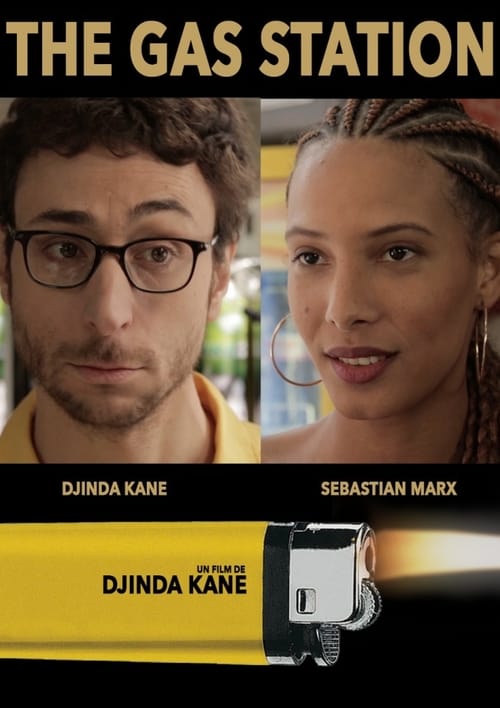 THE GAS STATION
DJINDA KANE
SEBASTIAN MARX
UN FILM DE
DJINDA KANE